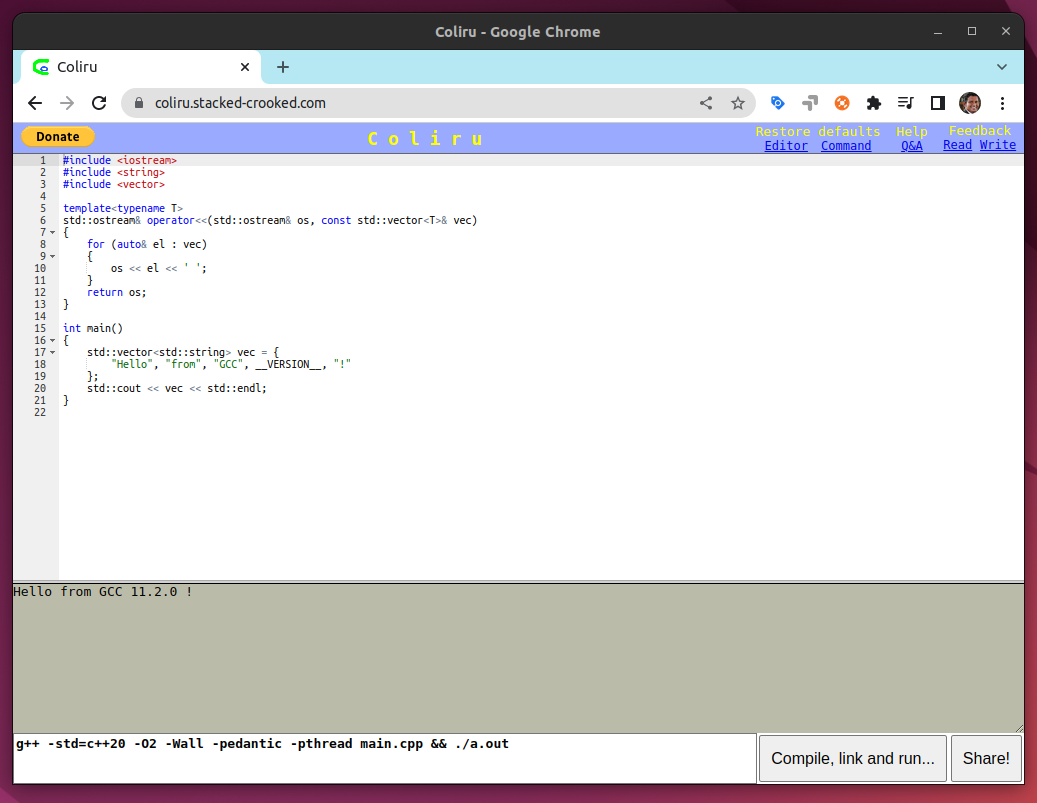 Coliru - Google Chrome
Coliru
coliru.stacked-crooked.com
Donate
Coliru
Restore defaults Help Feedback
Editor Command Q&A Read Write
1 #include <iostream>
2 #include <string>
3 #include <vector>
4
5 template<typename T>
6 std::ostream& operator<<(std::ostream& os, const std::vector<T>& vec)
7 {
8     for (auto& el : vec)
9     {
10         os << el << ' ';
11     }
12     return os;
13 }
14
15 int main()
16 {
17     std::vector<std::string> vec = {
18         "Hello", "from", "GCC", __VERSION__, "!"
19     };
20     std::cout << vec << std::endl;
21 }
22
Hello from GCC 11.2.0 !
g++ -std=c++20 -O2 -Wall -pedantic -pthread main.cpp && ./a.out
Compile, link and run... Share!